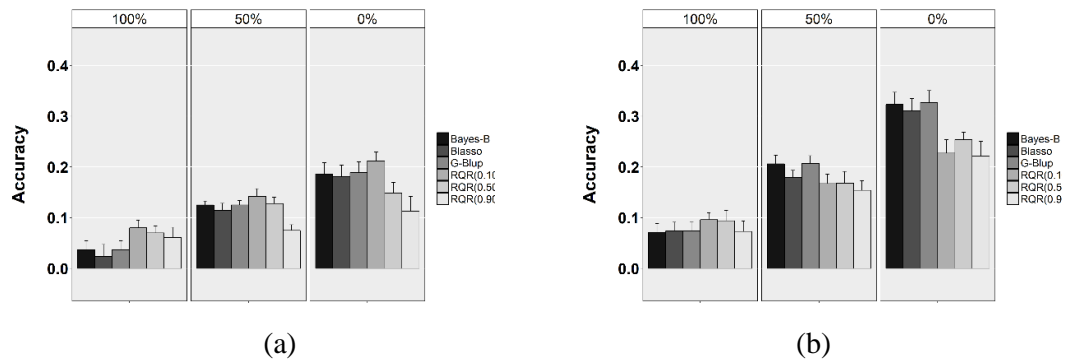 100% 50% 0%
0.4
0.3
0.2
0.1
0.0
Accuracy
Bayes-B
Blasso
G-Blup
RQR(0.10
RQR(0.50
RQR(0.90
(a)
100% 50% 0%
0.4
0.3
0.2
0.1
0.0
Accuracy
Bayes-B
Blasso
G-Blup
RQR(0.1
RQR(0.5
RQR(0.9
(b)